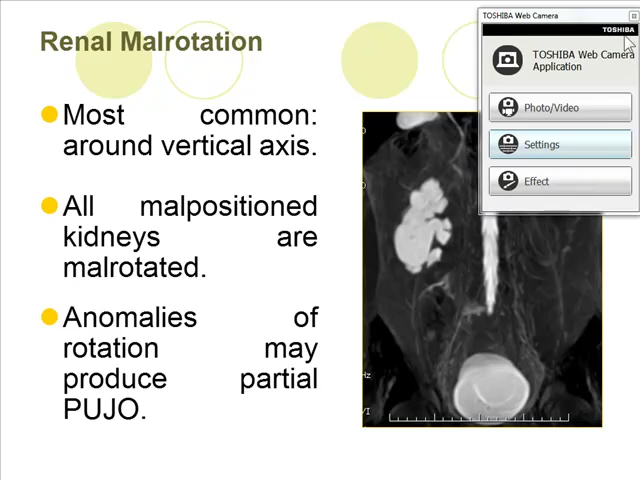 Renal Malrotation
Most common:
around vertical axis.
All malpositioned
kidneys are
malrotated.
Anomalies of
rotation may
produce partial
PUJO.
TOSHIBA Web Camera
TOSHIBA
TOSHIBA Web Camera
Application
Photo/Video
Settings
Effect
Hz
/I